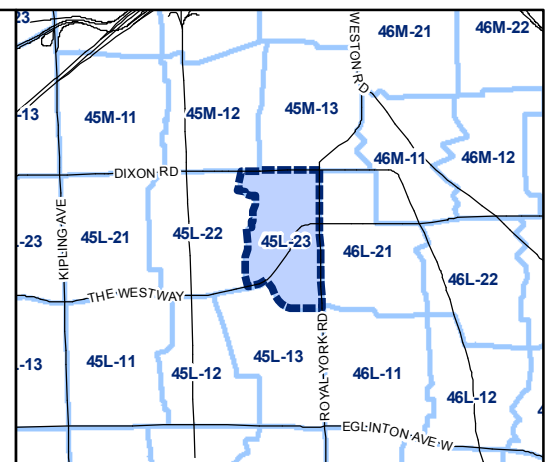 23
46M-21
46M-22
WESTON RD
-13
45M-11
45M-12
45M-13
46M-11
46M-12
DIXON RD
KIPLING AVE
-23
45L-21
45L-22
45L-23
46L-21
46L-22
THE WESTWAY
ROYAL YORK RD
-13
45L-11
45L-12
45L-13
46L-11
46L-12
4
EGLINTON AVE W